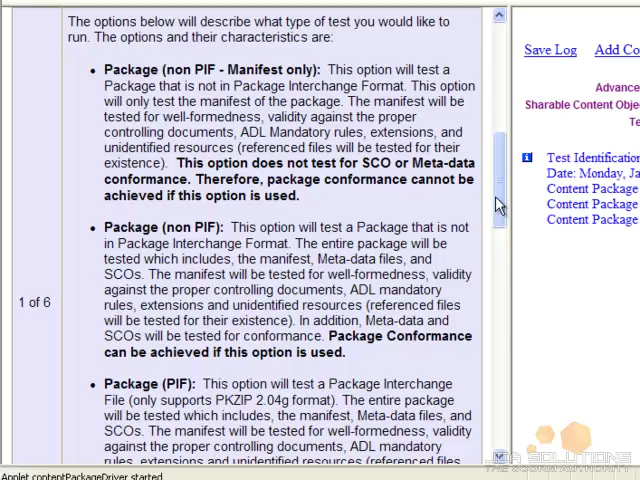 The options below will describe what type of test you would like to
run. The options and their characteristics are:
Package (non PIF - Manifest only): This option will test a
Package that is not in Package Interchange Format. This option
will only test the manifest of the package. The manifest will be
tested for well-formedness, validity against the proper
controlling documents, ADL Mandatory rules, extensions, and
unidentified resources (referenced files will be tested for their
existence). This option does not test for SCO or Meta-data
conformance. Therefore, package conformance cannot be
achieved if this option is used.
Package (non PIF): This option will test a Package that is not
in Package Interchange Format. The entire package will be
tested which includes, the manifest, Meta-data files, and
SCOs. The manifest will be tested for well-formedness, validity
against the proper controlling documents, ADL mandatory
rules, extensions and unidentified resources (referenced files
will be tested for their existence). In addition, Meta-data and
SCOs will be tested for conformance. Package Conformance
can be achieved if this option is used.
1 of 6
Package (PIF): This option will test a Package Interchange
File (only supports PKZIP 2.04g format). The entire package
will be tested which includes, the manifest, Meta-data files, and
SCOs. The manifest will be tested for well-formedness, validity
against the proper controlling documents, ADL mandatory
rules, extensions and unidentified resources (referenced files
Save Log Add Co
Advance
Sharable Content Objec
Te
Test Identification
Date: Monday, Ja
Content Package
Content Package
Content Package
SOLUTIONS
THE SCORM AUTHORITY
Applet contentPackageDriver started